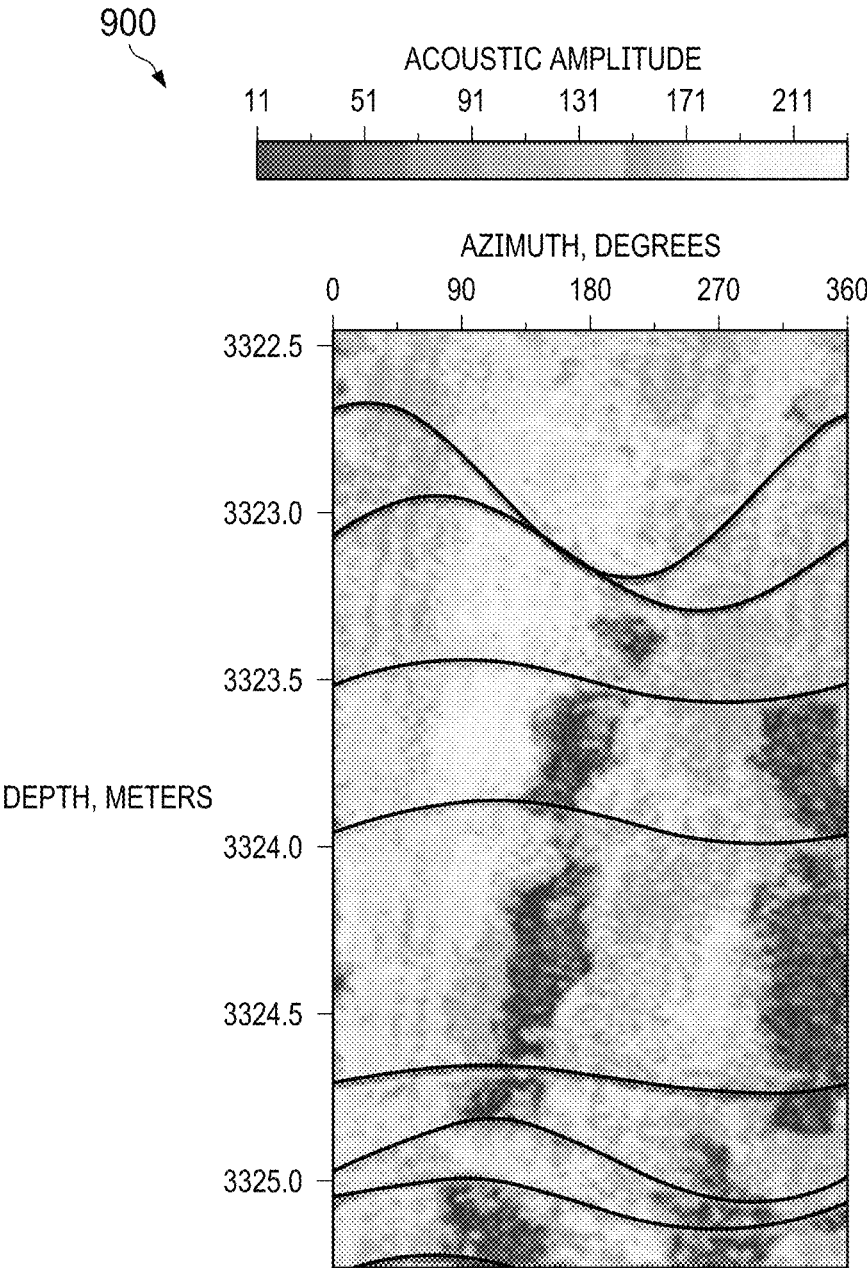 900
ACOUSTIC AMPLITUDE
11 51 91 131 171 211
AZIMUTH, DEGREES
0 90 180 270 360
3322.5
3323.0
3323.5
DEPTH, METERS
3324.0
3324.5
3325.0